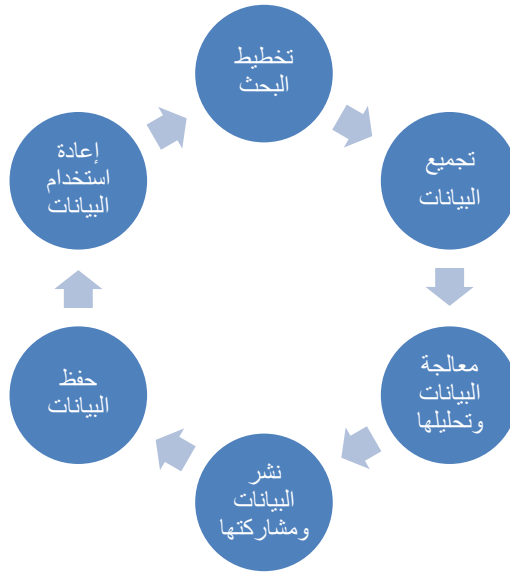 تخطيط
البحث
تجميع
البيانات
معالجة
البيانات
وتحليلها
نشر
البيانات
ومشاركتها
حفظ
البيانات
إعادة
استخدام
البيانات